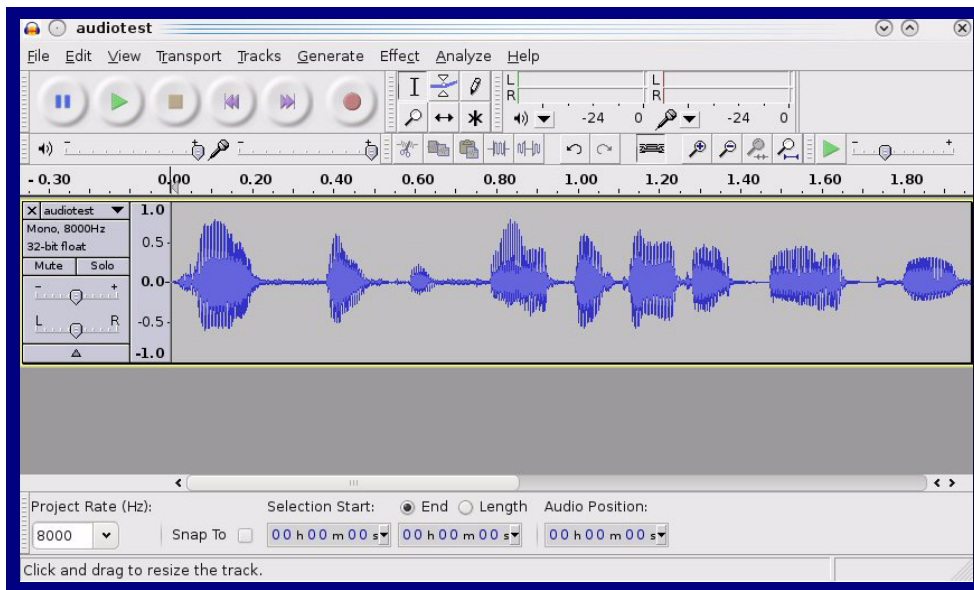 audiotest
File Edit View Transport Tracks Generate Effect Analyze Help
L L
R R
-24 0 -24 0
- 0.30 0.00 0.20 0.40 0.60 0.80 1.00 1.20 1.40 1.60 1.80
X audiotest 1.0
Mono, 8000Hz
32-bit float 0.5
Mute Solo
- + 0.0
L R -0.5
-1.0
Project Rate (Hz): Selection Start: End Length Audio Position:
8000 Snap To 00 h 00 m 00 s 00 h 00 m 00 s 00 h 00 m 00 s
Click and drag to resize the track.